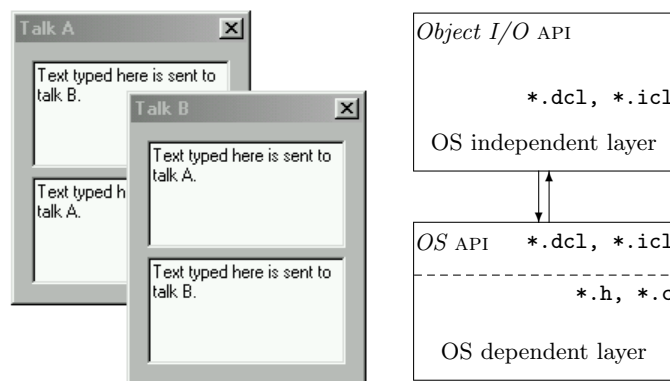 Talk A
Text typed here is sent to
talk B.
Text typed h
talk A.
Talk B
Text typed here is sent to
talk A.
Text typed here is sent to
talk B.
Object I/O API
*.dcl, *.icl
OS independent layer
OS API *.dcl, *.icl
*.h, *.c
OS dependent layer